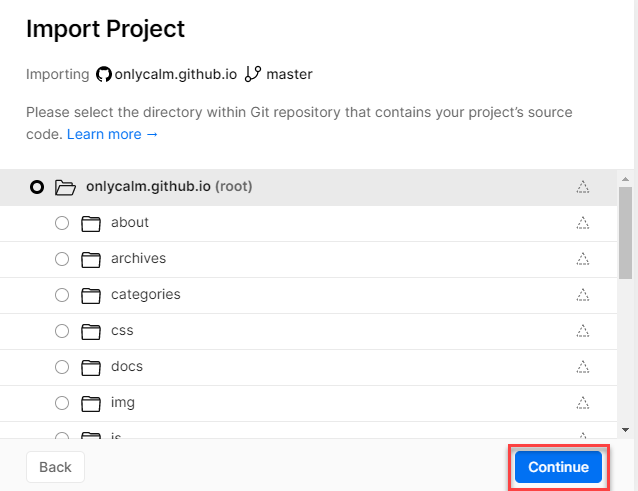 Import Project
Importing onlycalm.github.io master
Please select the directory within Git repository that contains your project's source
code. Learn more →
onlycalm.github.io (root)
about
archives
categories
css
docs
img
js
Back Continue